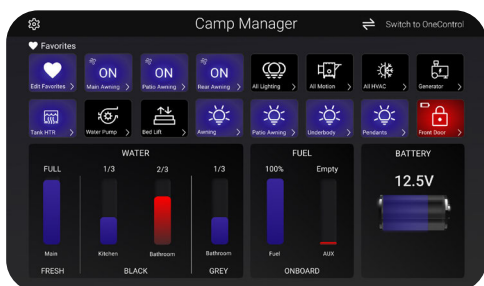 Camp Manager
Switch to OneControl
Favorites
Edit Favorites >
ON
Main Awning >
ON
Patio Awning >
ON
Rear Awning >
All Lighting >
All Motion >
All HVAC >
Generator >
Tank HTR >
Water Pump >
Bed Lift >
Awning >
Patio Awning >
Underbody >
Pendants >
Front Door >
WATER
FULL 1/3 2/3 1/3
Main Kitchen Bathroom Bathroom
FRESH BLACK GREY
FUEL
100% Empty
Fuel AUX
ONBOARD
BATTERY
12.5V